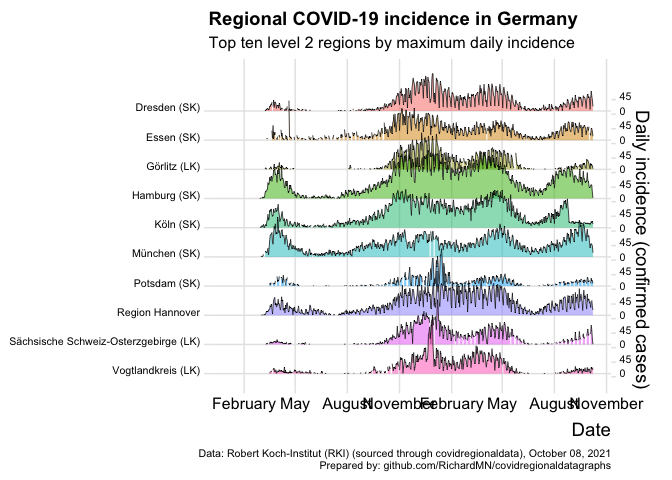 Regional COVID-19 incidence in Germany
Top ten level 2 regions by maximum daily incidence
Dresden (SK)
45
0
Essen (SK)
45
0
Görlitz (LK)
45
0
Hamburg (SK)
45
0
Köln (SK)
45
0
München (SK)
45
0
Potsdam (SK)
45
0
Region Hannover
45
0
Sächsische Schweiz-Osterzgebirge (LK)
45
0
Vogtlandkreis (LK)
45
0
Daily incidence (confirmed cases)
February May August November February May August November
Date
Data: Robert Koch-Institut (RKI) (sourced through covidregionaldata), October 08, 2021
Prepared by: github.com/RichardMN/covidregionaldatagraphs